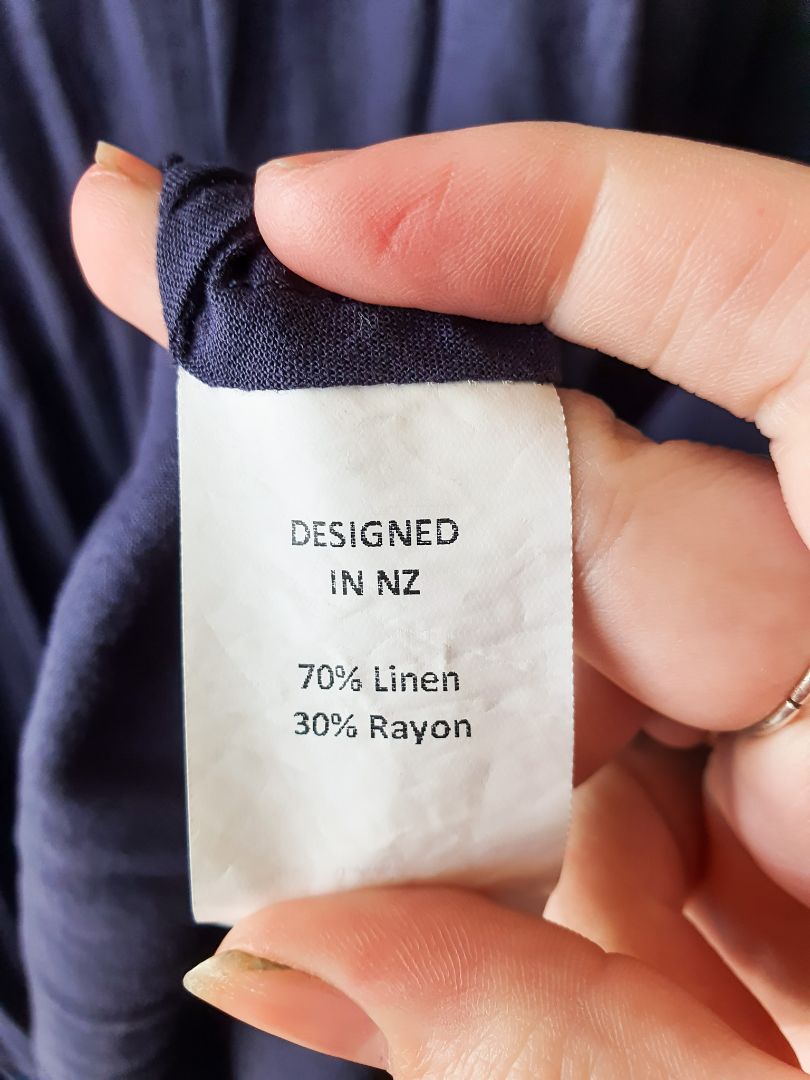 DESIGNED
IN NZ
70% Linen
30% Rayon